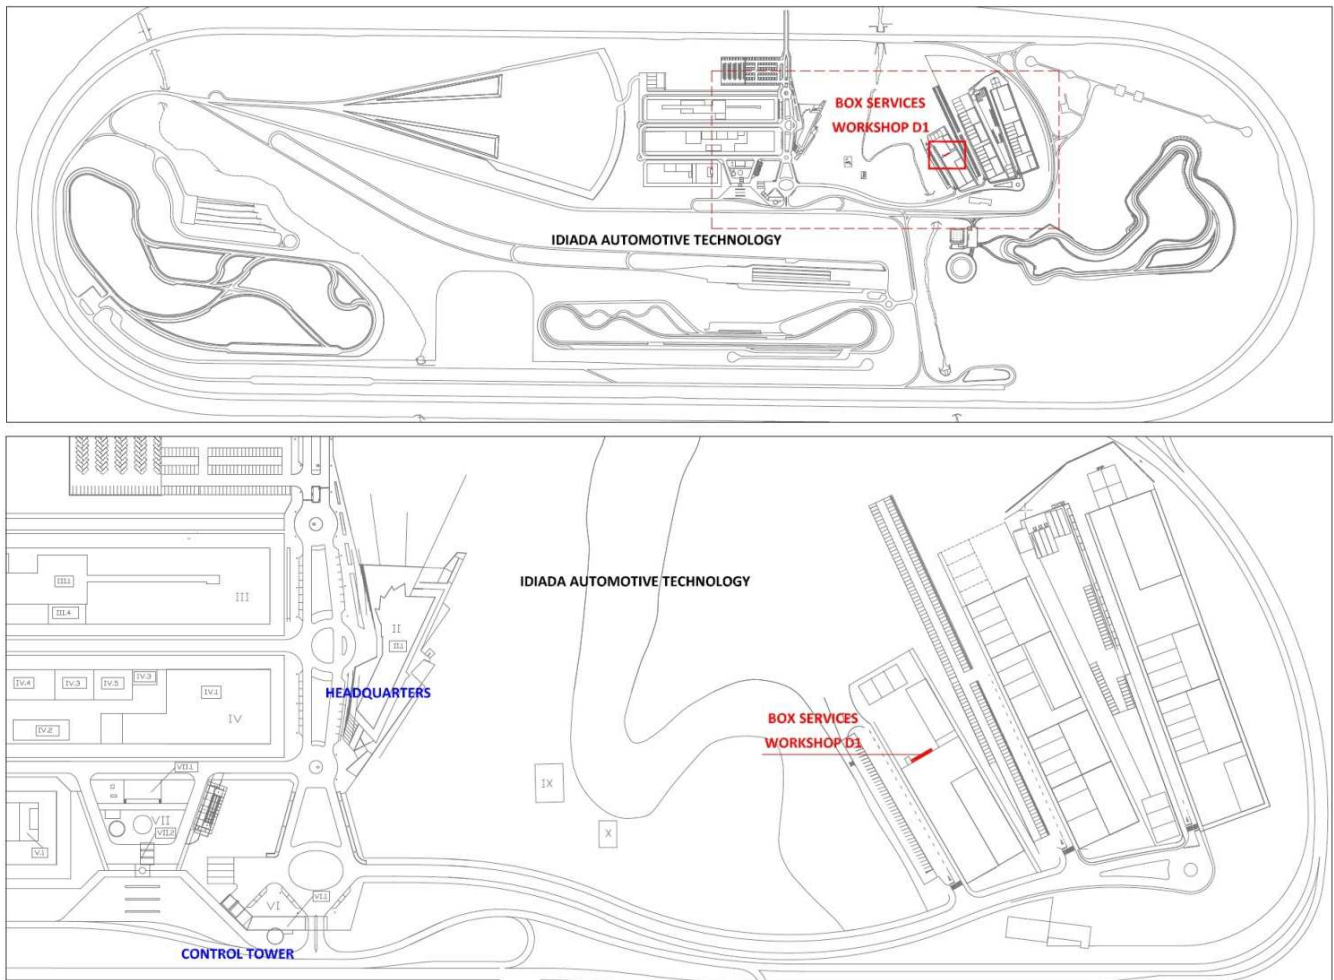 BOX SERVICES
WORKSHOP D1
IDIADA AUTOMOTIVE TECHNOLOGY
IDIADA AUTOMOTIVE TECHNOLOGY
III.1
III
III.4
II
II.1
IV.4
IV.3
IV.5
IV.3
IV.1
IV.2
IV
HEADQUARTERS
BOX SERVICES
WORKSHOP D1
VII.1
IX
VII
VII.2
X
V.1
VI.1
VI
CONTROL TOWER